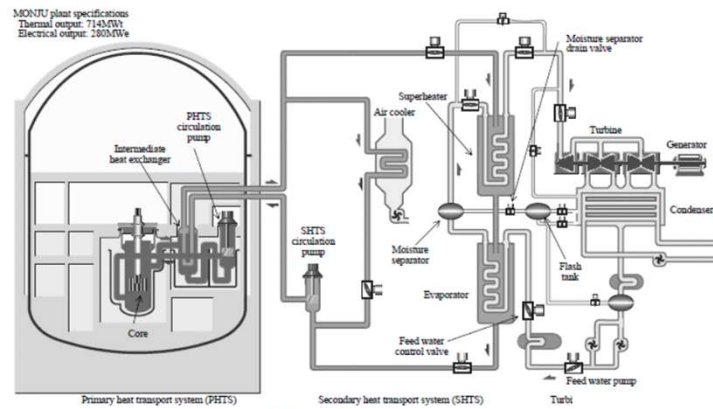 MONJU plant specifications
Thermal output: 714MWt
Electrical output: 280MWe
PHTS
circulation
pump
Intermediate
heat exchanger
Core
Primary heat transport system (PHTS)
Air cooler
SHTS
circulation
pump
Superheater
Moisture
separator
Evaporator
Feed water
control valve
Secondary heat transport system (SHTS)
Moisture separator
drain valve
Turbine
Generator
Condenser
Flash
tank
Feed water pump
Turbi